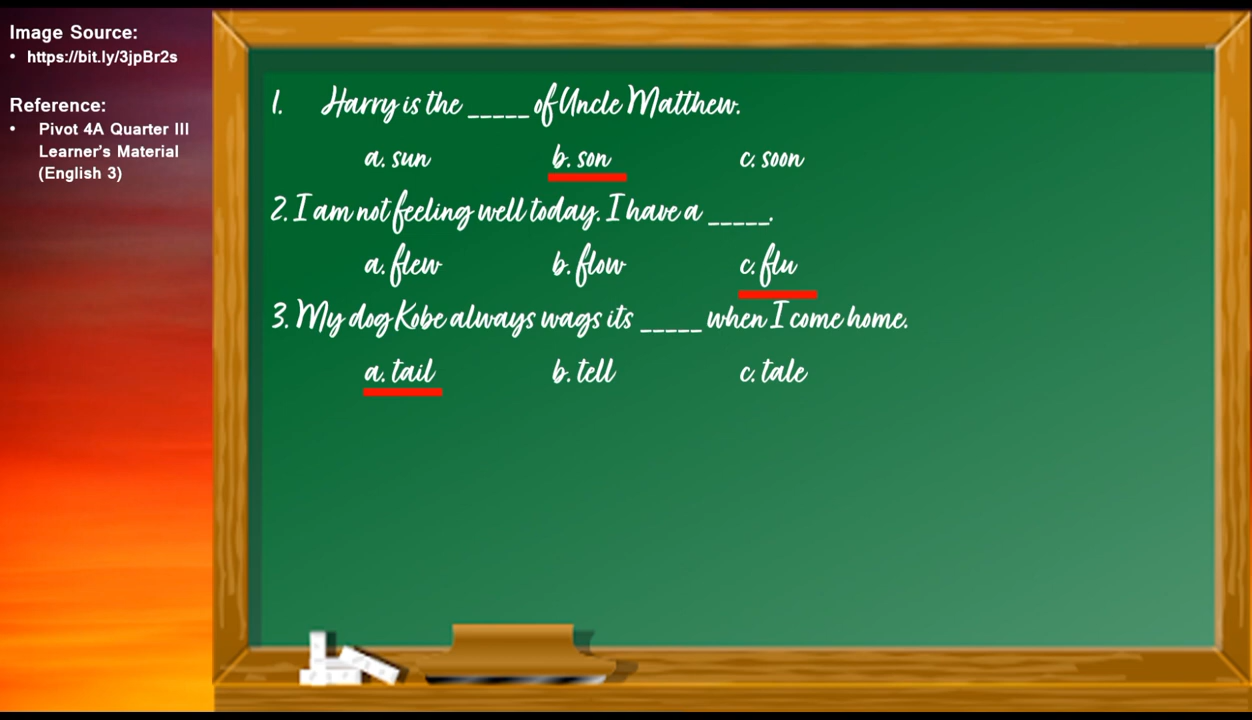 Image Source:
• https://bit.ly/3jpBr2s
Reference:
• Pivot 4A Quarter III
Learner's Material
(English 3)
1. Harry is the _____ of Uncle Matthew.
a. sun b. son c. soon
2. I am not feeling well today. I have a _____.
a. flew b. flow c. flu
3. My dog Kobe always wags its _____ when I come home.
a. tail b. tell c. tale